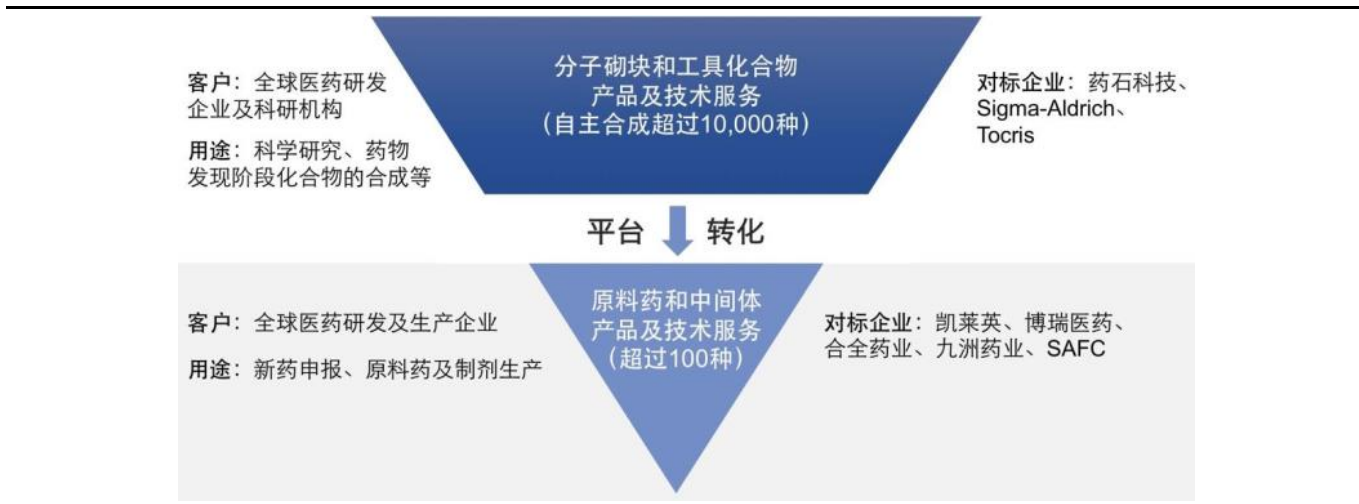 客户：全球医药研发
企业及科研机构
用途：科学研究、药物
发现阶段化合物的合成等
分子砌块和工具化合物
产品及技术服务
（自主合成超过10,000种）
对标企业：药石科技、
Sigma-Aldrich、
Tocris
平台 转化
客户：全球医药研发及生产企业
用途：新药申报、原料药及制剂生产
原料药和中间体
产品及技术服务
（超过100种）
对标企业：凯莱英、博瑞医药、
合全药业、九洲药业、SAFC